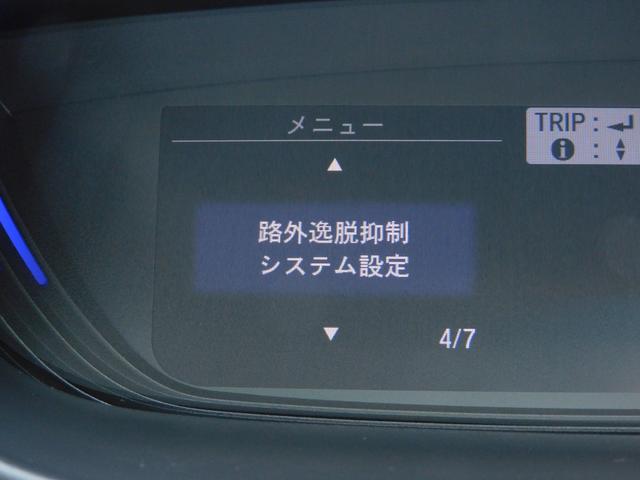 メニュー
TRIP : ↵
i : ▲▼
▲
路外逸脱抑制
システム設定
▼
4/7